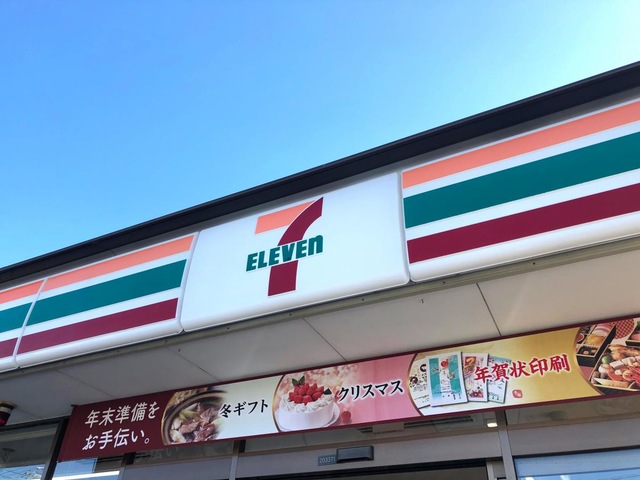 7
ELEVEn
年末準備を
お手伝い。
冬ギフト
クリスマス
年賀状印刷